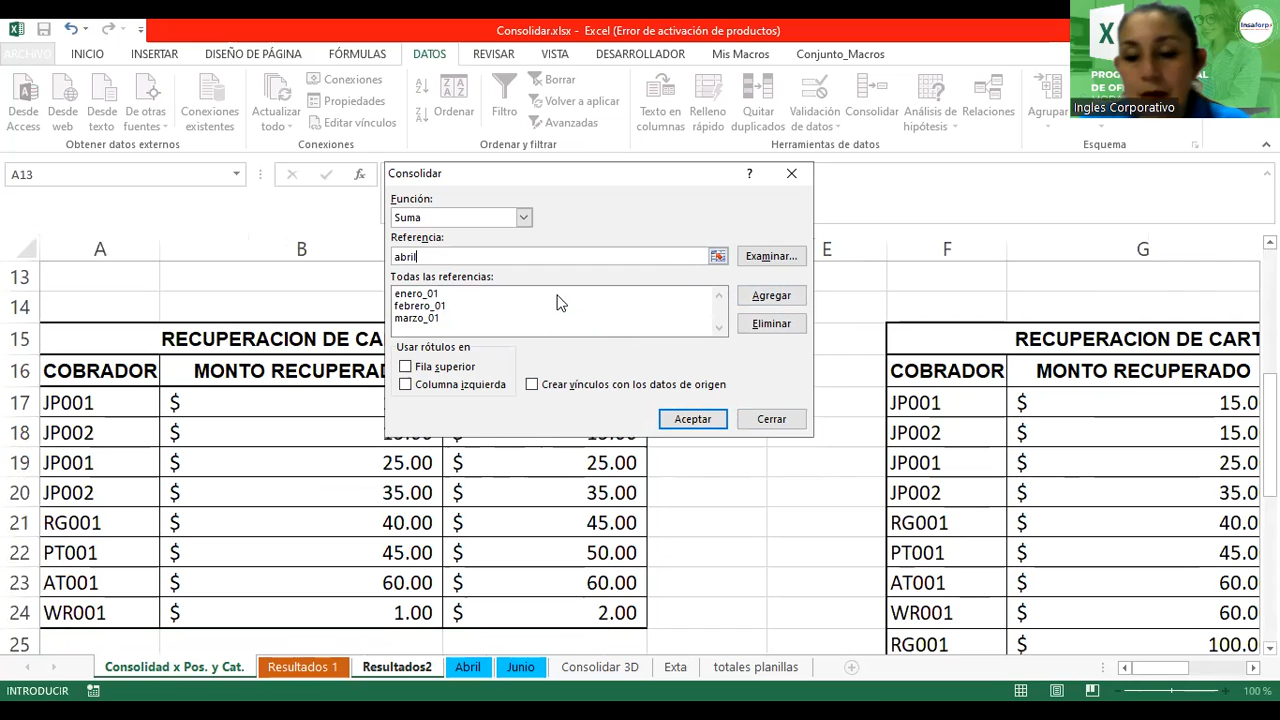 Consolidar.xlsx - Excel (Error de activación de productos)
ARCHIVO INICIO INSERTAR DISEÑO DE PÁGINA FÓRMULAS DATOS REVISAR VISTA DESARROLLADOR Mis Macros Conjunto_Macros
Desde Access
Desde web
Desde texto
De otras fuentes
Conexiones existentes
Actualizar todo
Conexiones
Propiedades
Editar vínculos
Ordenar
Filtro
Borrar
Volver a aplicar
Avanzadas
Texto en columnas
Relleno rápido
Quitar duplicados
Validación de datos
Consolidar
Análisis de hipótesis
Relaciones
Agrupar
Obtener datos externos
Conexiones
Ordenar y filtrar
Herramientas de datos
Esquema
Insaforp
Ingles Corporativo
A13
fx
Consolidar ?
Función:
Suma
Referencia:
abril
Examinar...
Todas las referencias:
enero_01
febrero_01
marzo_01
Agregar
Eliminar
Usar rótulos en
Fila superior
Columna izquierda
Crear vínculos con los datos de origen
Aceptar
Cerrar
A B E F G
13
14
15 RECUPERACION DE CA RECUPERACION DE CART
16 COBRADOR MONTO RECUPERAD COBRADOR MONTO RECUPERADO
17 JP001 $ JP001 $ 15.0
18 JP002 $ JP002 $ 15.0
19 JP001 $ 25.00 $ 25.00 JP001 $ 25.0
20 JP002 $ 35.00 $ 35.00 JP002 $ 35.0
21 RG001 $ 40.00 $ 45.00 RG001 $ 40.0
22 PT001 $ 45.00 $ 50.00 PT001 $ 45.0
23 AT001 $ 60.00 $ 60.00 AT001 $ 60.0
24 WR001 $ 1.00 $ 2.00 WR001 $ 60.0
25 RG001 $ 100.0
Consolidad x Pos. y Cat. Resultados 1 Resultados2 Abril Junio Consolidar 3D Exta totales planillas
INTRODUCIR
100 %